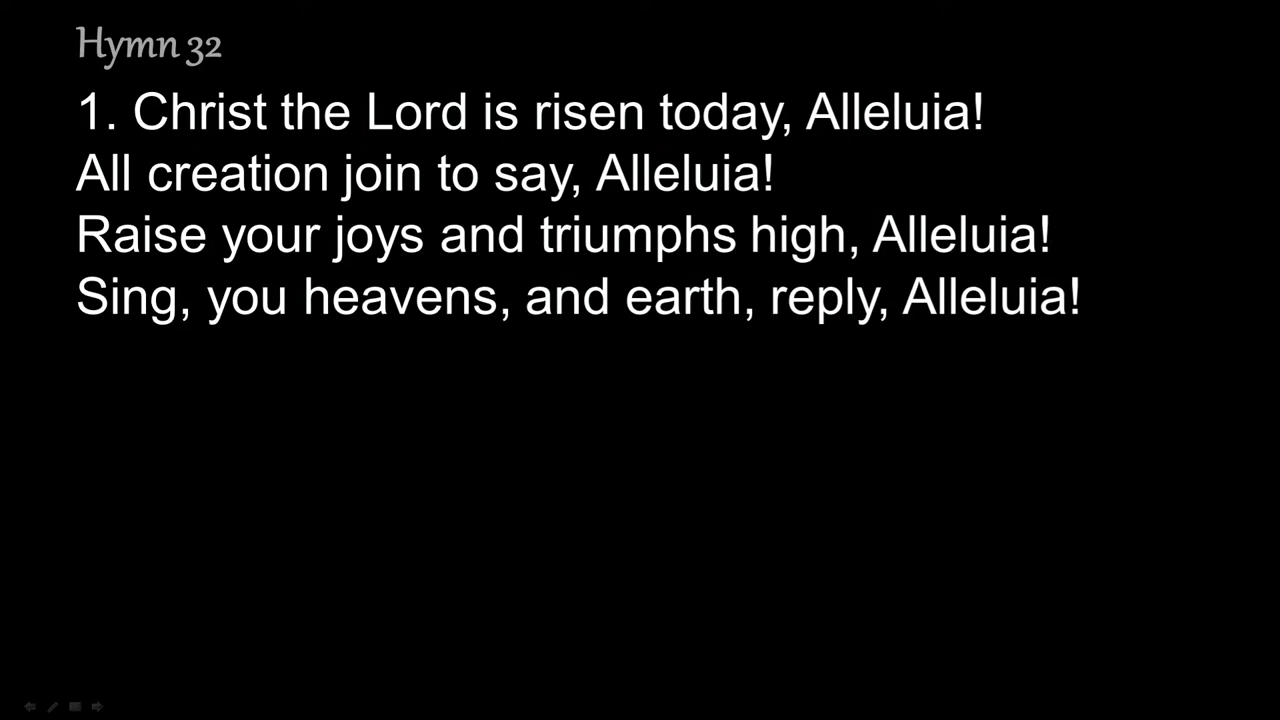 Hymn 32
1. Christ the Lord is risen today, Alleluia!
All creation join to say, Alleluia!
Raise your joys and triumphs high, Alleluia!
Sing, you heavens, and earth, reply, Alleluia!